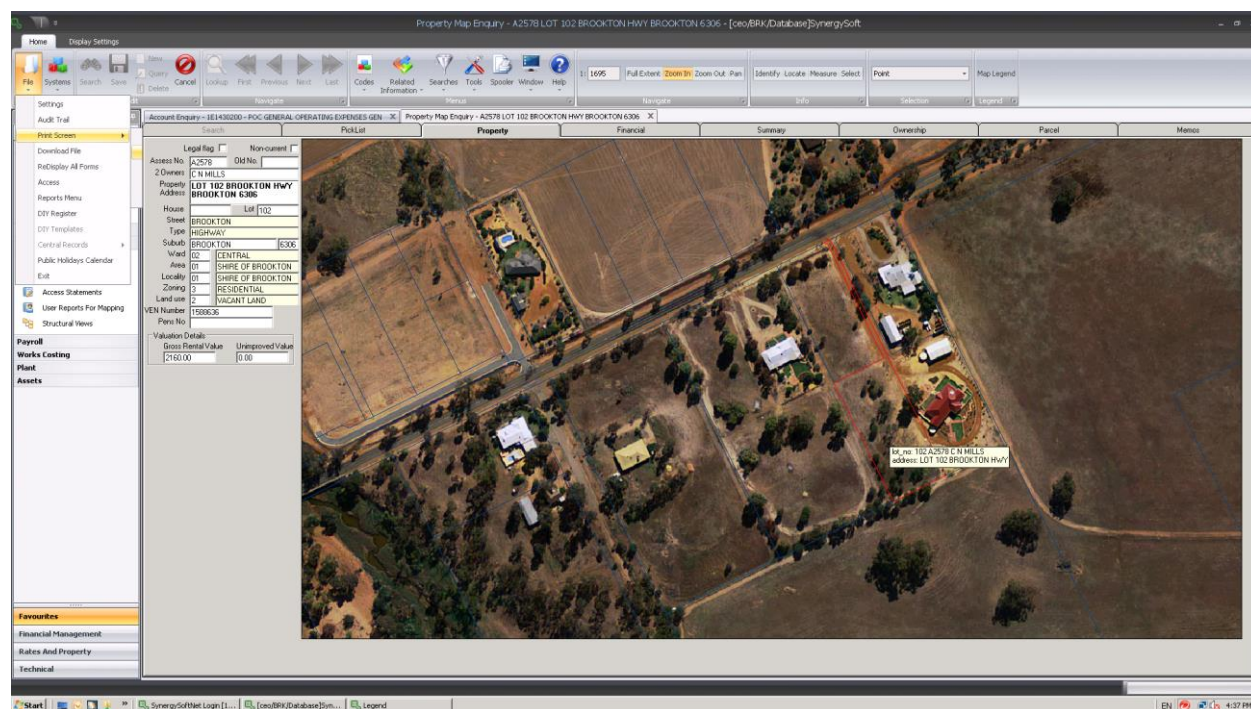 Property Map Enquiry - A2578 LOT 102 BROOKTON HWY BROOKTON 6306 - [ceo/BRK/Database]SynergySoft
Home Display Settings
File Systems Search Save New Query Delete Cancel Lookup First Previous Next Last Codes Related Information Searches Tools Spooler Window Help 1: 1695 Full Extent Zoom In Zoom Out Pan Identify Locate Measure Select Point Map Legend
Navigate Menus Navigate Info Selection Legend
Settings
Audit Trail
Print Screen
Download File
ReDisplay All Forms
Access
Reports Menu
DIY Register
DIY Templates
Central Records
Public Holidays Calendar
Exit
Access Statements
User Reports For Mapping
Structural Views
Payroll
Works Costing
Plant
Assets
Favourites
Financial Management
Rates And Property
Technical
Account Enquiry - 1E1430200 - POC GENERAL OPERATING EXPENSES GEN X Property Map Enquiry - A2578 LOT 102 BROOKTON HWY BROOKTON 6306 X
Search PickList Property Financial Summary Ownership Parcel Memos
Legal flag Non-current
Assess No. A2578 Old No.
2 Owners C N MILLS
Property Address LOT 102 BROOKTON HWY
BROOKTON 6306
House Lot 102
Street BROOKTON
Type HIGHWAY
Suburb BROOKTON 6306
Ward 02 CENTRAL
Area 01 SHIRE OF BROOKTON
Locality 01 SHIRE OF BROOKTON
Zoning 3 RESIDENTIAL
Land use 2 VACANT LAND
VEN Number 1588636
Pens No
Valuation Details
Gross Rental Value Unimproved Value
2160.00 0.00
lot_no: 102 A2578 C N MILLS
address: LOT 102 BROOKTON HWY
Start SynergySoftNet Login [1... [ceo/BRK/Database]Syn... Legend EN 4:37 PM